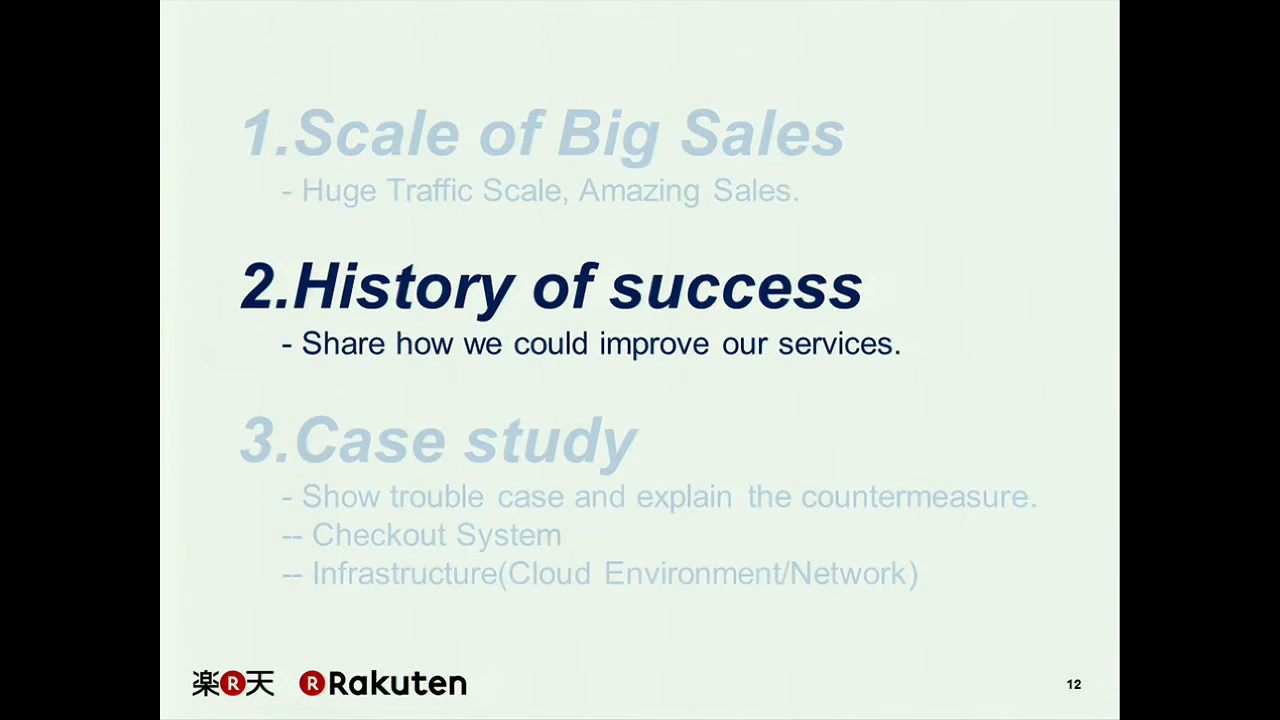 1.Scale of Big Sales
- Huge Traffic Scale, Amazing Sales.
2.History of success
- Share how we could improve our services.
3.Case study
- Show trouble case and explain the countermeasure.
-- Checkout System
-- Infrastructure(Cloud Environment/Network)
楽R天 R Rakuten
12